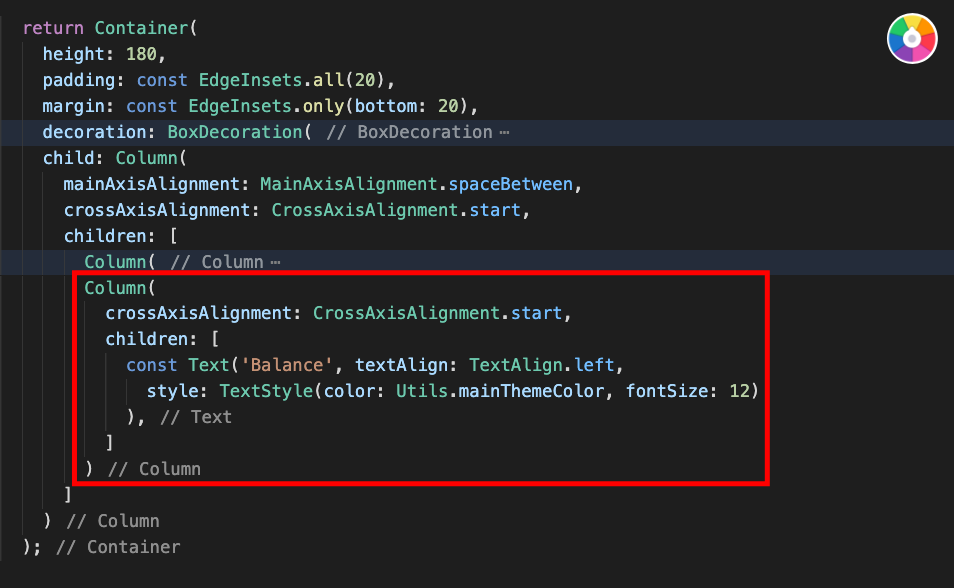 return Container(
height: 180,
padding: const EdgeInsets.all(20),
margin: const EdgeInsets.only(bottom: 20),
decoration: BoxDecoration( // BoxDecoration ⋯
child: Column(
mainAxisAlignment: MainAxisAlignment.spaceBetween,
crossAxisAlignment: CrossAxisAlignment.start,
children: [
Column( // Column ⋯
Column(
crossAxisAlignment: CrossAxisAlignment.start,
children: [
const Text('Balance', textAlign: TextAlign.left,
style: TextStyle(color: Utils.mainThemeColor, fontSize: 12)
), // Text
]
) // Column
]
) // Column
); // Container